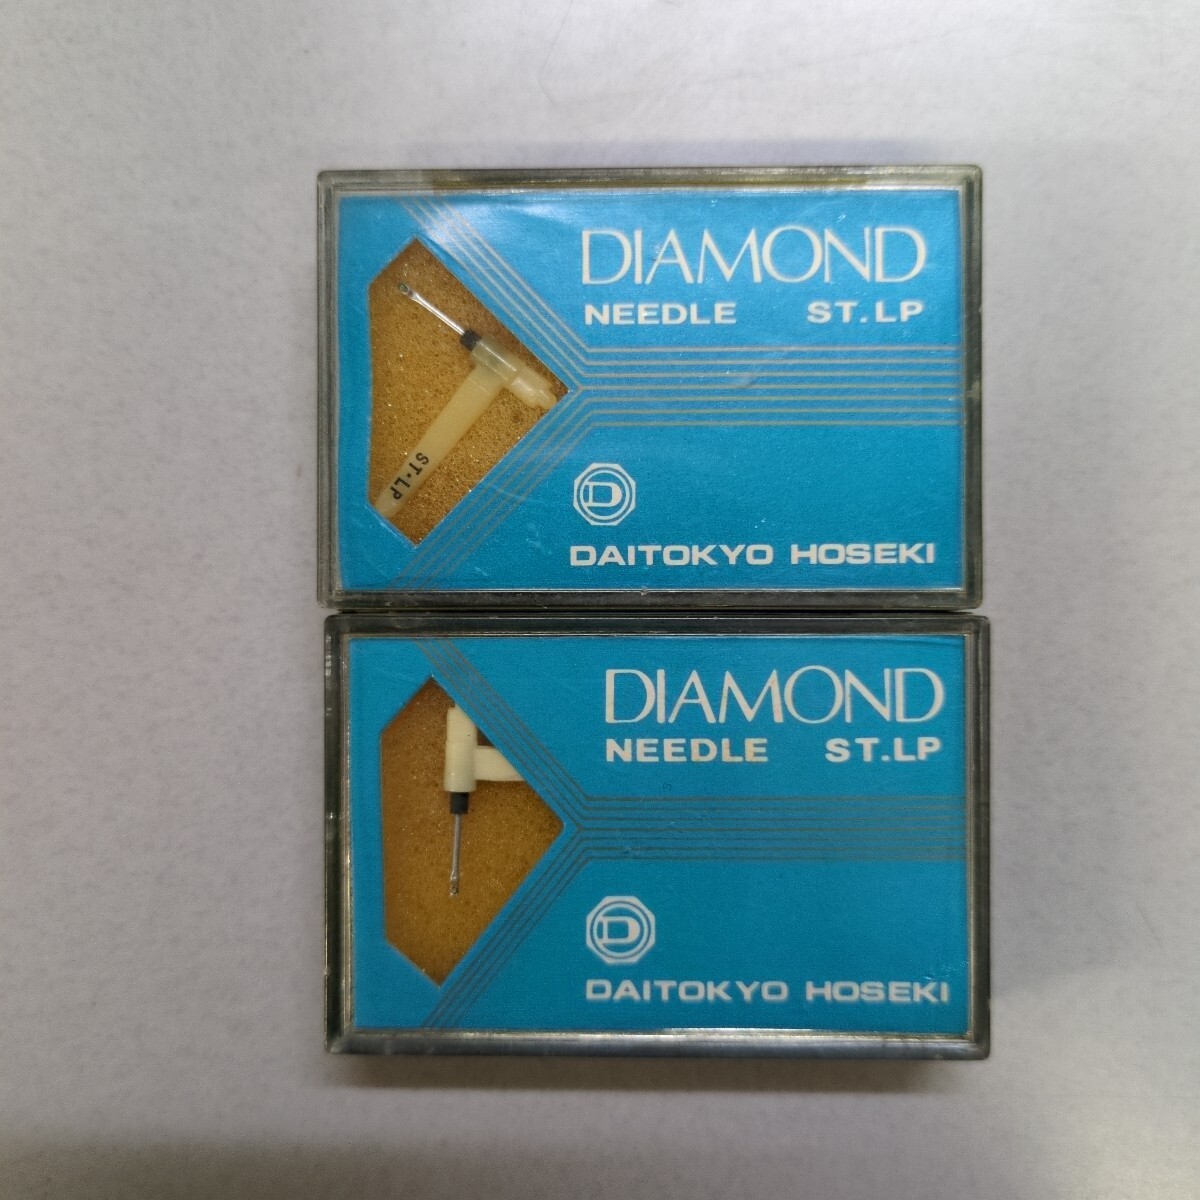 DIAMOND
NEEDLE ST.LP
ST·LP
D
DAITOKYO HOSEKI
DIAMOND
NEEDLE ST.LP
D
DAITOKYO HOSEKI